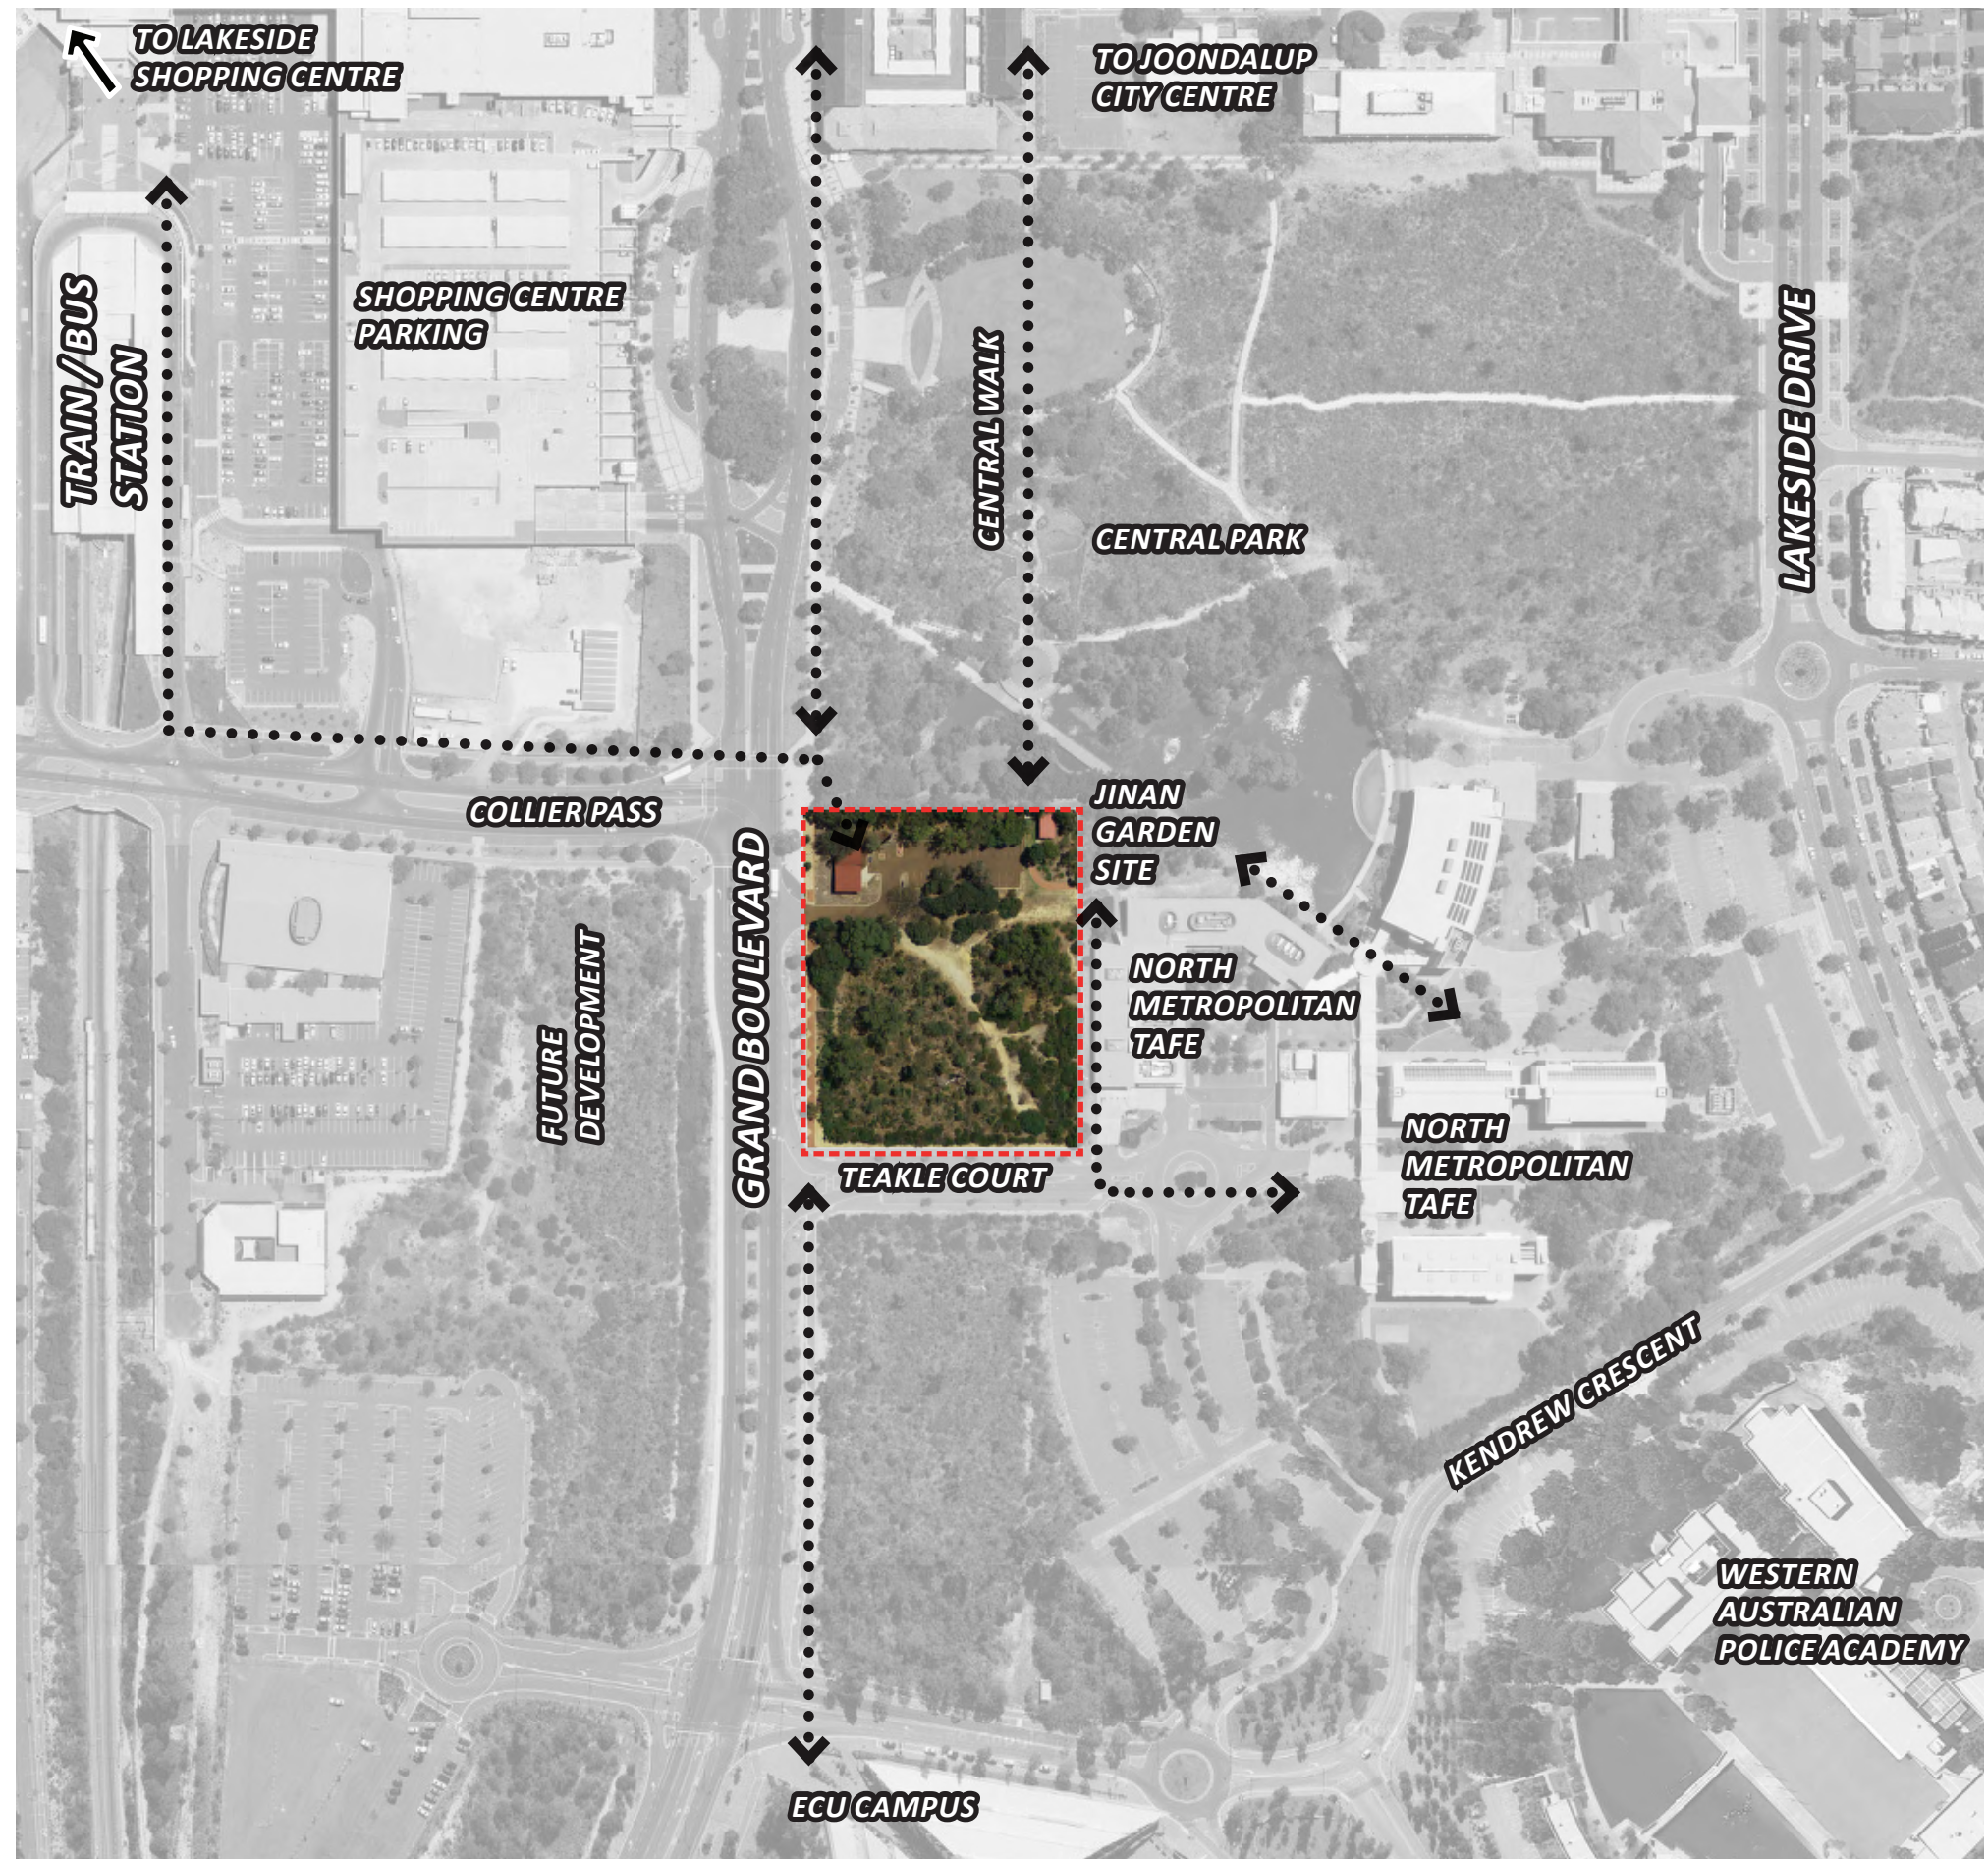 TO LAKESIDE
SHOPPING CENTRE
TO JOONDALUP
CITY CENTRE
TRAIN / BUS
STATION
SHOPPING CENTRE
PARKING
CENTRAL WALK
CENTRAL PARK
LAKESIDE DRIVE
COLLIER PASS
JINAN
GARDEN
SITE
GRAND BOULEVARD
FUTURE
DEVELOPMENT
NORTH
METROPOLITAN
TAFE
TEAKLE COURT
NORTH
METROPOLITAN
TAFE
KENDREW CRESCENT
WESTERN
AUSTRALIAN
POLICE ACADEMY
ECU CAMPUS